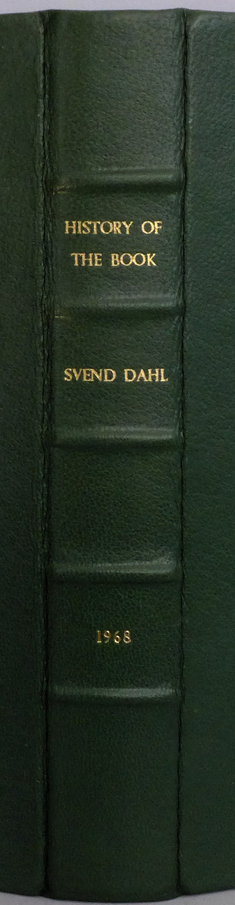 HISTORY OF
THE BOOK
SVEND DAHL
1968